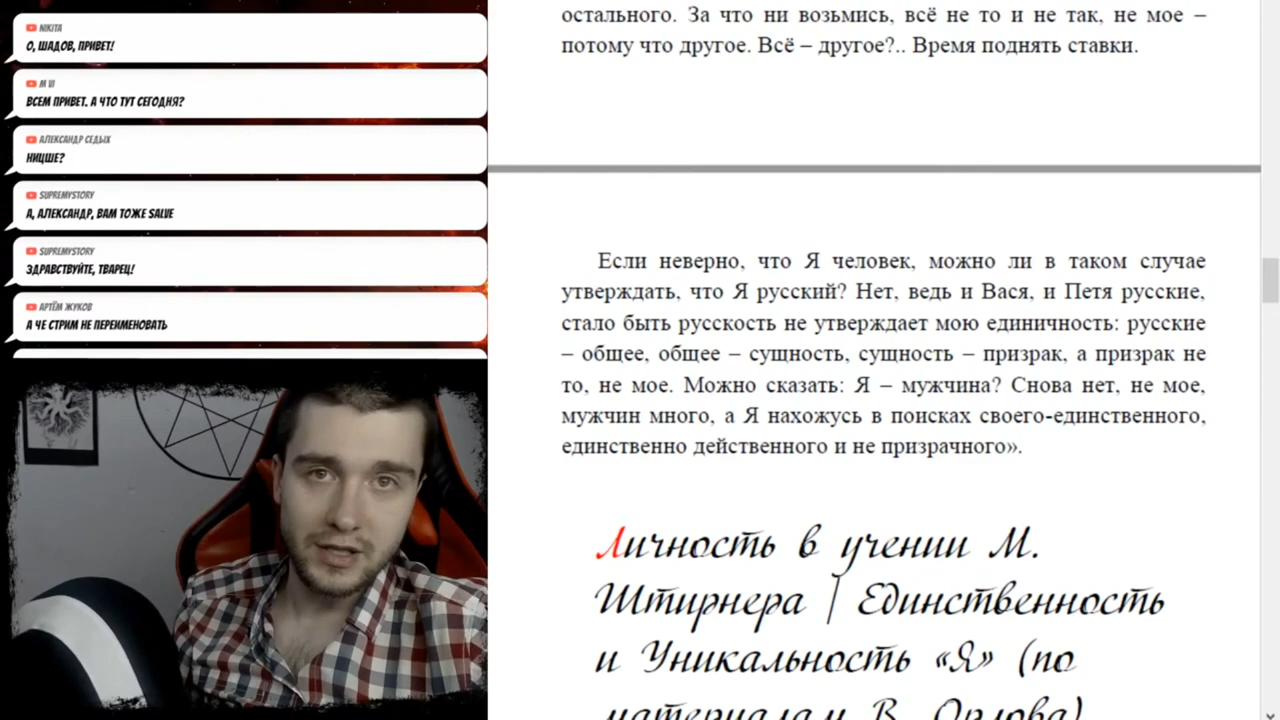 NIKITA
О, ШАДОВ, ПРИВЕТ!
M VI
ВСЕМ ПРИВЕТ. А ЧТО ТУТ СЕГОДНЯ?
АЛЕКСАНДР СЕДЫХ
НИЦШЕ?
SUPREMYSTORY
А, АЛЕКСАНДР, ВАМ ТОЖЕ SALVE
SUPREMYSTORY
ЗДРАВСТВУЙТЕ, ТВАРЕЦ!
АРТЁМ ЖУКОВ
А ЧЕ СТРИМ НЕ ПЕРЕИМЕНОВАТЬ
остального. За что ни возьмись, всё не то и не так, не мое –
потому что другое. Всё – другое?.. Время поднять ставки.
Если неверно, что Я человек, можно ли в таком случае
утверждать, что Я русский? Нет, ведь и Вася, и Петя русские,
стало быть русскость не утверждает мою единичность: русские
– общее, общее – сущность, сущность – призрак, а призрак не
то, не мое. Можно сказать: Я – мужчина? Снова нет, не мое,
мужчин много, а Я нахожусь в поисках своего-единственного,
единственно действенного и не призрачного».
Личность в учении М.
Штирнера | Единственность
и Уникальность «Я» (по
материалам В. Орлова)